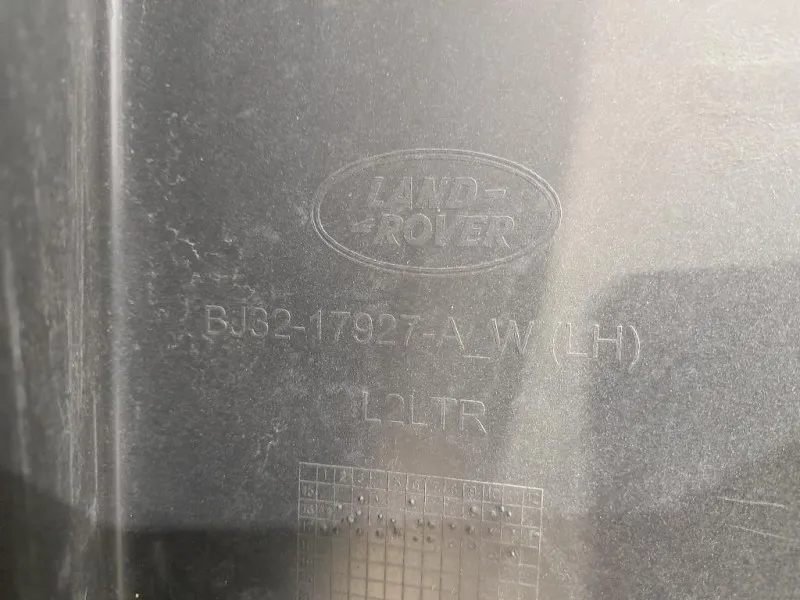 LAND-
-ROVER
BJ32-17927-A_W (LH)
L2LTR